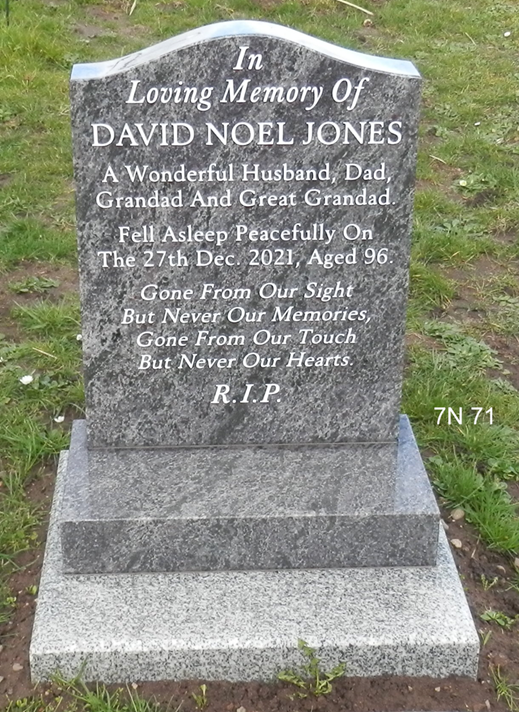 In
Loving Memory Of
DAVID NOEL JONES
A Wonderful Husband, Dad,
Grandad And Great Grandad.
Fell Asleep Peacefully On
The 27th Dec. 2021, Aged 96.
Gone From Our Sight
But Never Our Memories,
Gone From Our Touch
But Never Our Hearts.
R.I.P.
7N 71